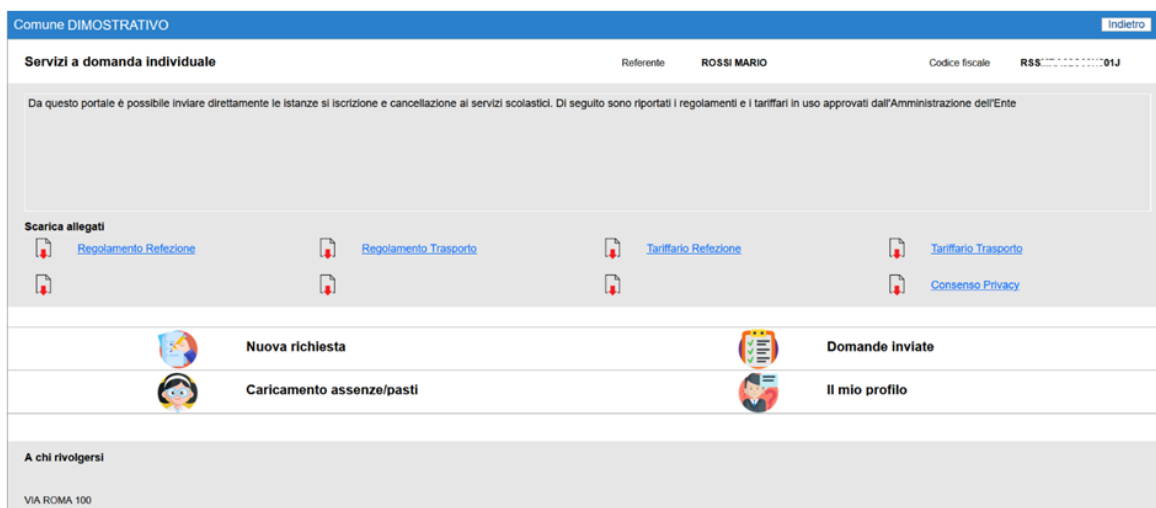 Comune DIMOSTRATIVO
Indietro
Servizi a domanda individuale
Referente ROSSI MARIO
Codice fiscale
Da questo portale è possibile inviare direttamente le istanze si iscrizione e cancellazione ai servizi scolastici. Di seguito sono riportati i regolamenti e i tariffari in uso approvati dall'Amministrazione dell'Ente
Scarica allegati
Regolamento Refezione
Regolamento Trasporto
Tariffario Refezione
Tariffario Trasporto
Consenso Privacy
Nuova richiesta
Domande inviate
Caricamento assenze/pasti
Il mio profilo
A chi rivolgersi
VIA ROMA 100